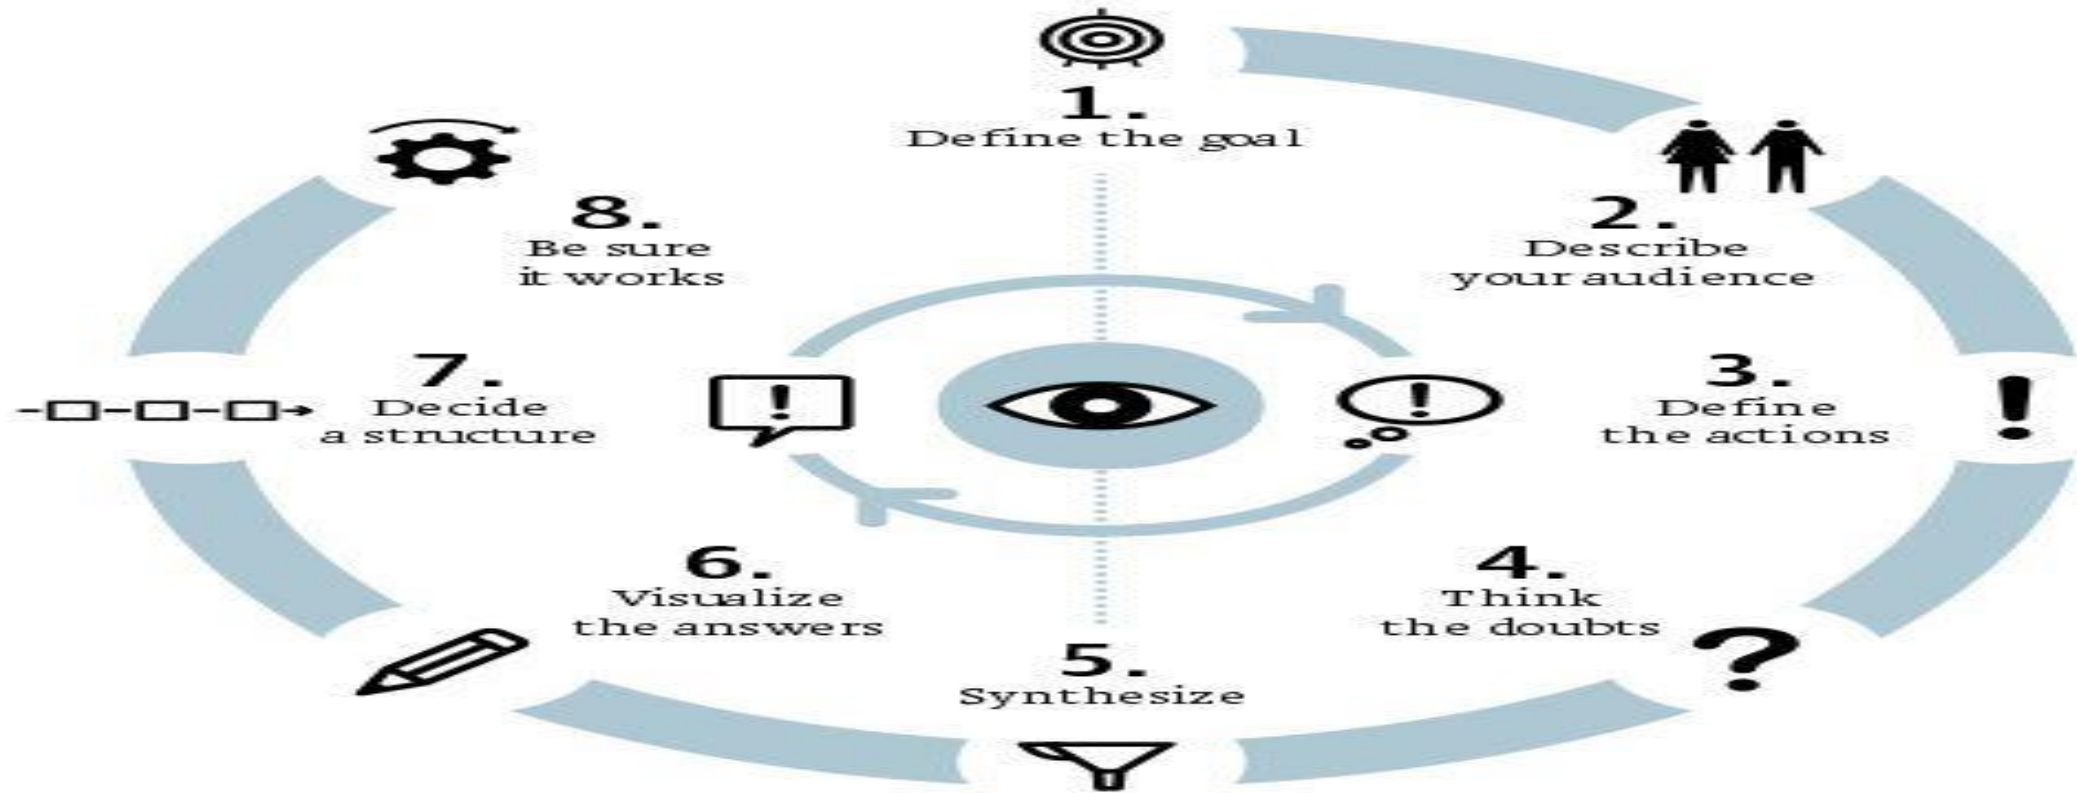 1.
Define the goal
2.
Describe
your audience
3.
Define
the actions
4.
Think
the doubts
5.
Synthesize
6.
Visualize
the answers
7.
Decide
a structure
8.
Be sure
it works